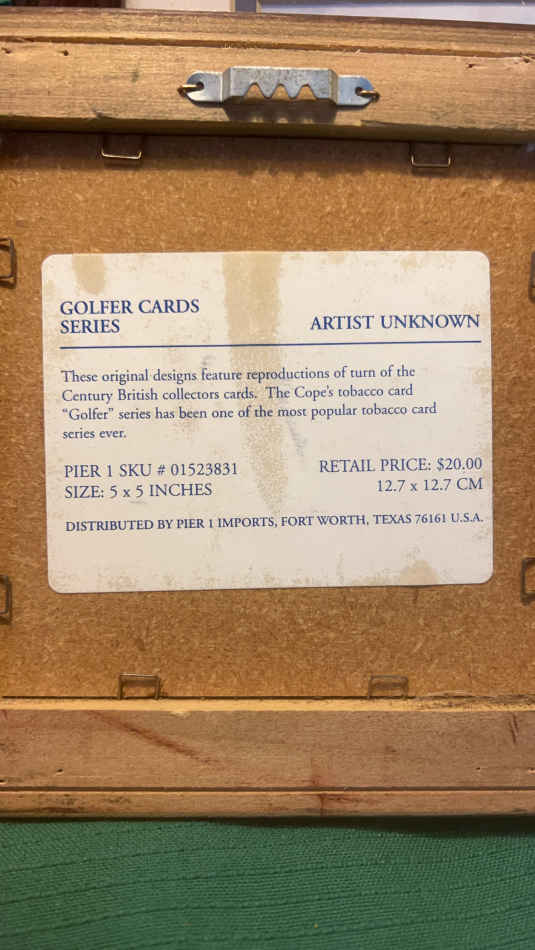 GOLFER CARDS
SERIES
ARTIST UNKNOWN
These original designs feature reproductions of turn of the
Century British collectors cards. The Cope's tobacco card
“Golfer” series has been one of the most popular tobacco card
series ever.
PIER 1 SKU # 01523831
RETAIL PRICE: $20.00
SIZE: 5 x 5 INCHES
12.7 x 12.7 CM
DISTRIBUTED BY PIER 1 IMPORTS, FORT WORTH, TEXAS 76161 U.S.A.